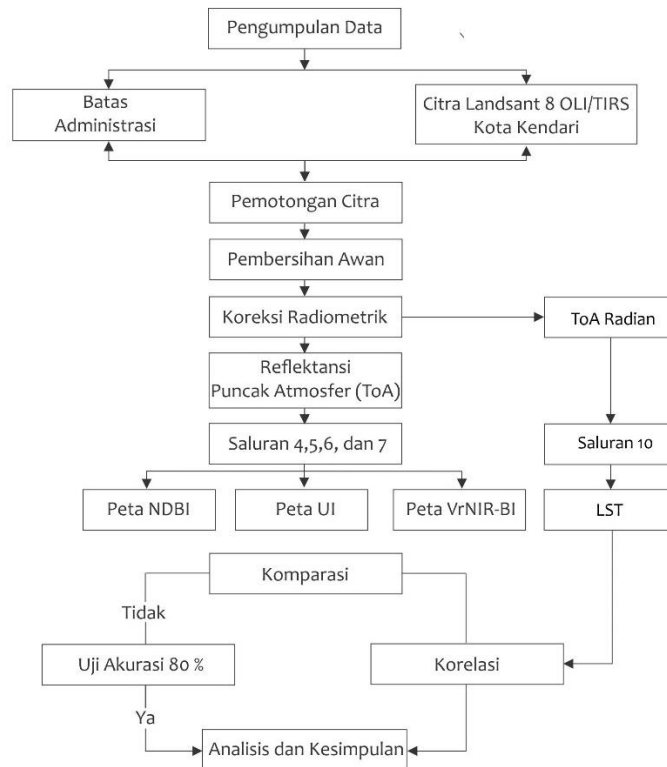 Pengumpulan Data
Batas
Administrasi
Citra Landsant 8 OLI/TIRS
Kota Kendari
Pemotongan Citra
Pembersihan Awan
Koreksi Radiometrik
ToA Radian
Reflektansi
Puncak Atmosfer (ToA)
Saluran 4,5,6, dan 7
Saluran 10
Peta NDBI
Peta UI
Peta VrNIR-BI
LST
Komparasi
Tidak
Uji Akurasi 80 %
Korelasi
Ya
Analisis dan Kesimpulan